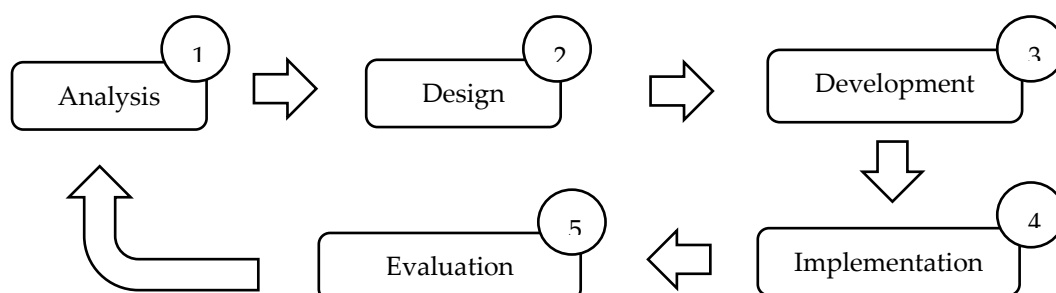 1
Analysis
2
Design
3
Development
4
Implementation
5
Evaluation